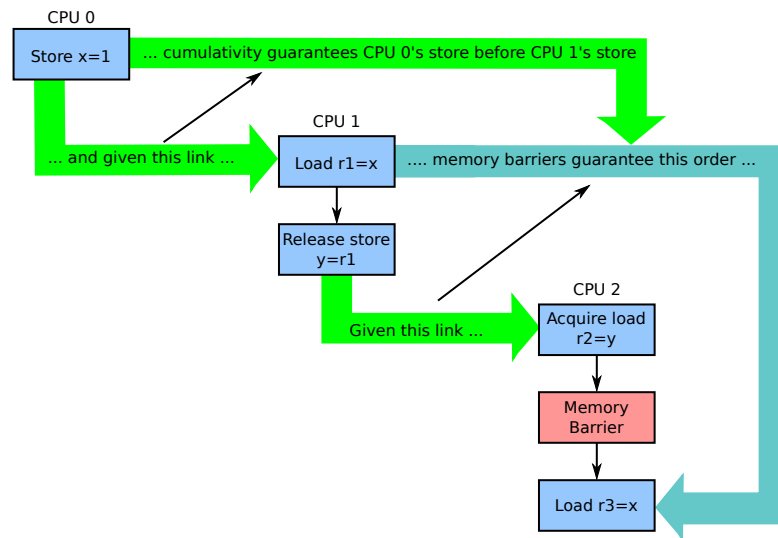 CPU 0
Store x=1
... cumulativity guarantees CPU 0's store before CPU 1's store
CPU 1
... and given this link ...
Load r1=x
.... memory barriers guarantee this order ...
Release store
y=r1
CPU 2
Given this link ...
Acquire load
r2=y
Memory
Barrier
Load r3=x